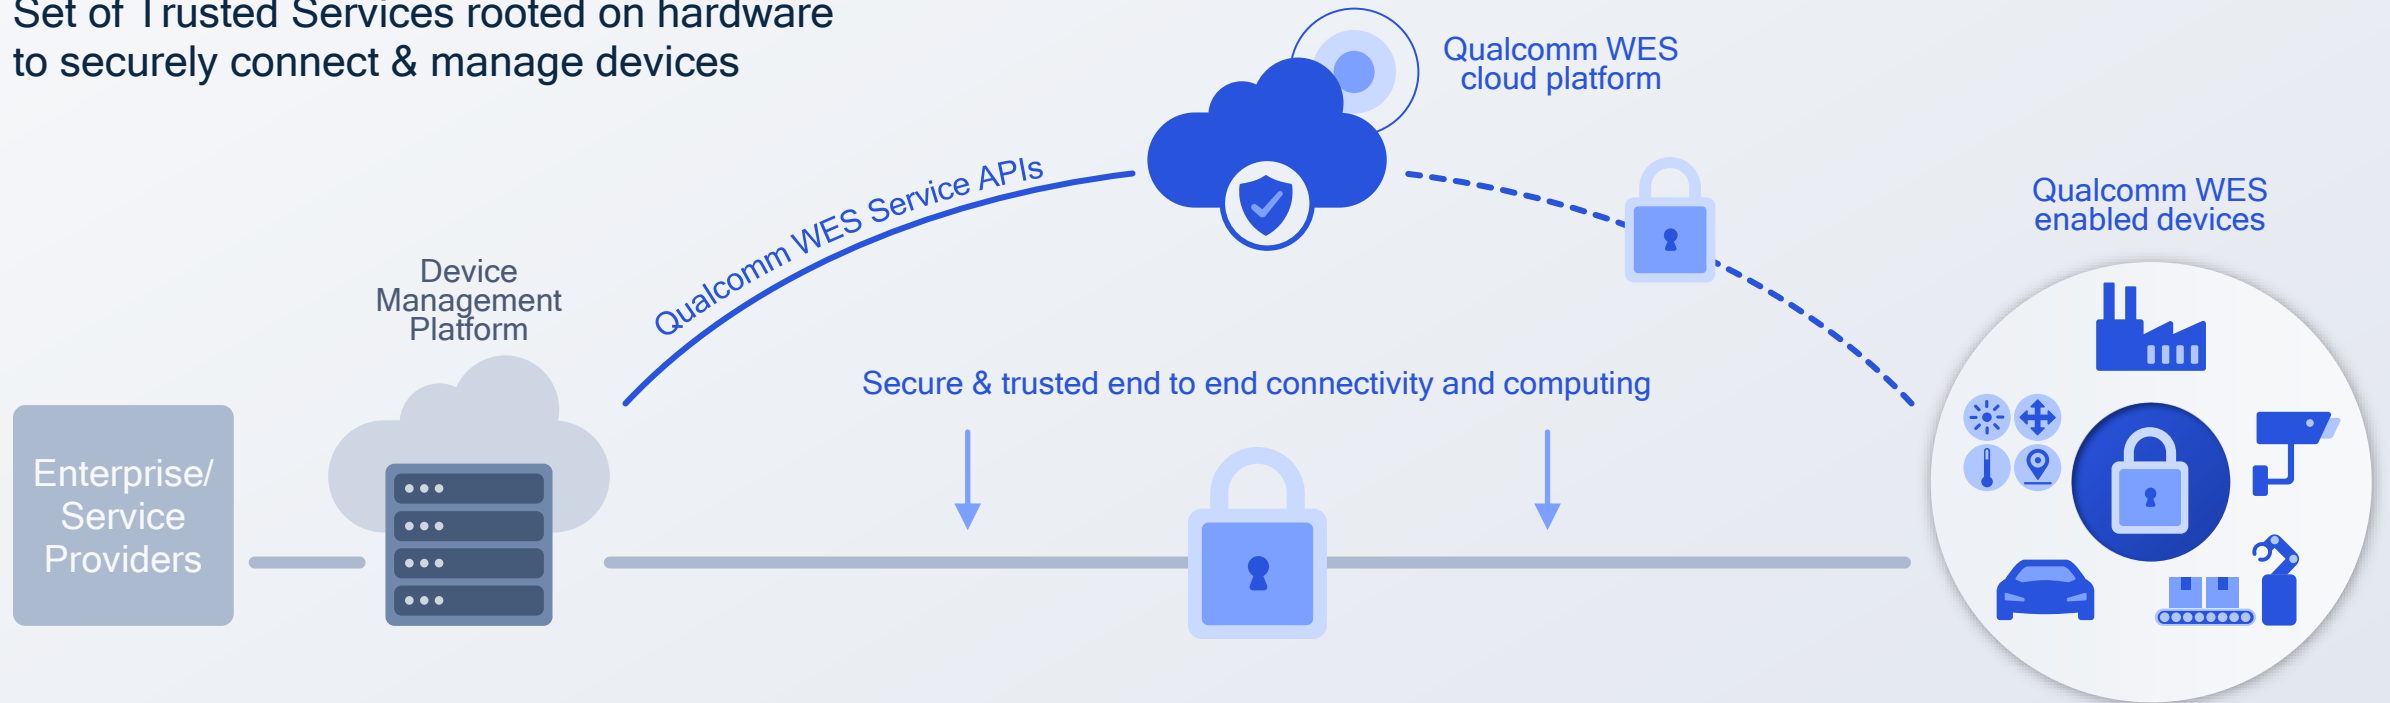 Set of Trusted Services rooted on hardware
to securely connect & manage devices
Qualcomm WES
cloud platform
Qualcomm WES Service APIs
Qualcomm WES
enabled devices
Device
Management
Platform
Secure & trusted end to end connectivity and computing
Enterprise/
Service
Providers